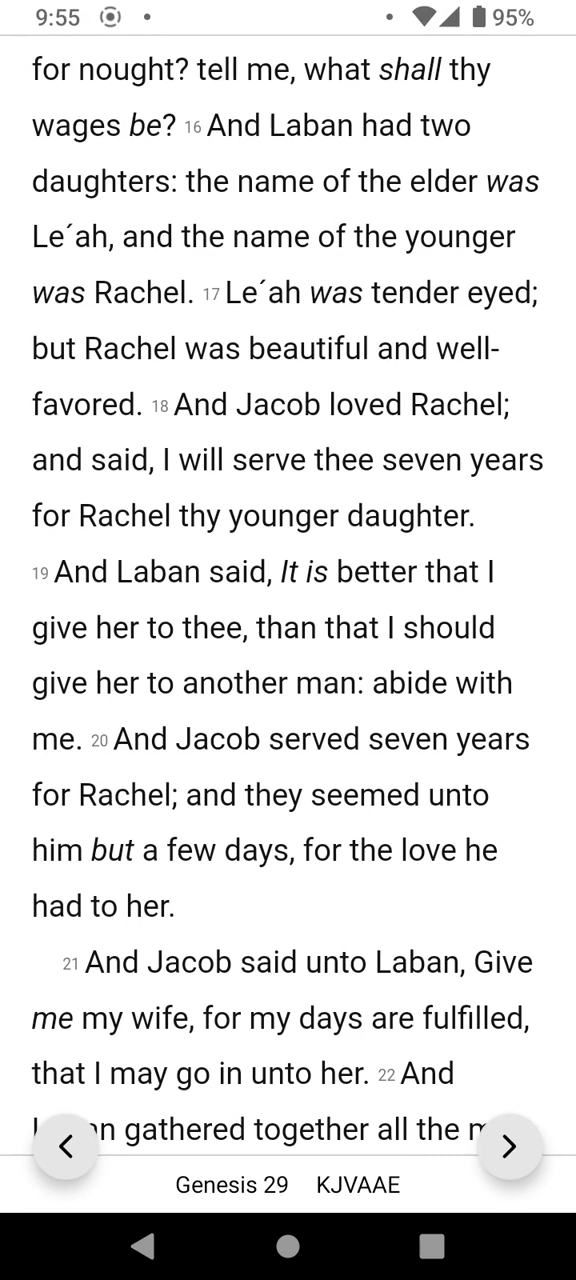 9:55 95%
for nought? tell me, what shall thy
wages be? 16 And Laban had two
daughters: the name of the elder was
Le´ah, and the name of the younger
was Rachel. 17 Le´ah was tender eyed;
but Rachel was beautiful and well-
favored. 18 And Jacob loved Rachel;
and said, I will serve thee seven years
for Rachel thy younger daughter.
19 And Laban said, It is better that I
give her to thee, than that I should
give her to another man: abide with
me. 20 And Jacob served seven years
for Rachel; and they seemed unto
him but a few days, for the love he
had to her.
21 And Jacob said unto Laban, Give
me my wife, for my days are fulfilled,
that I may go in unto her. 22 And
gathered together all the
Genesis 29 KJVAAE